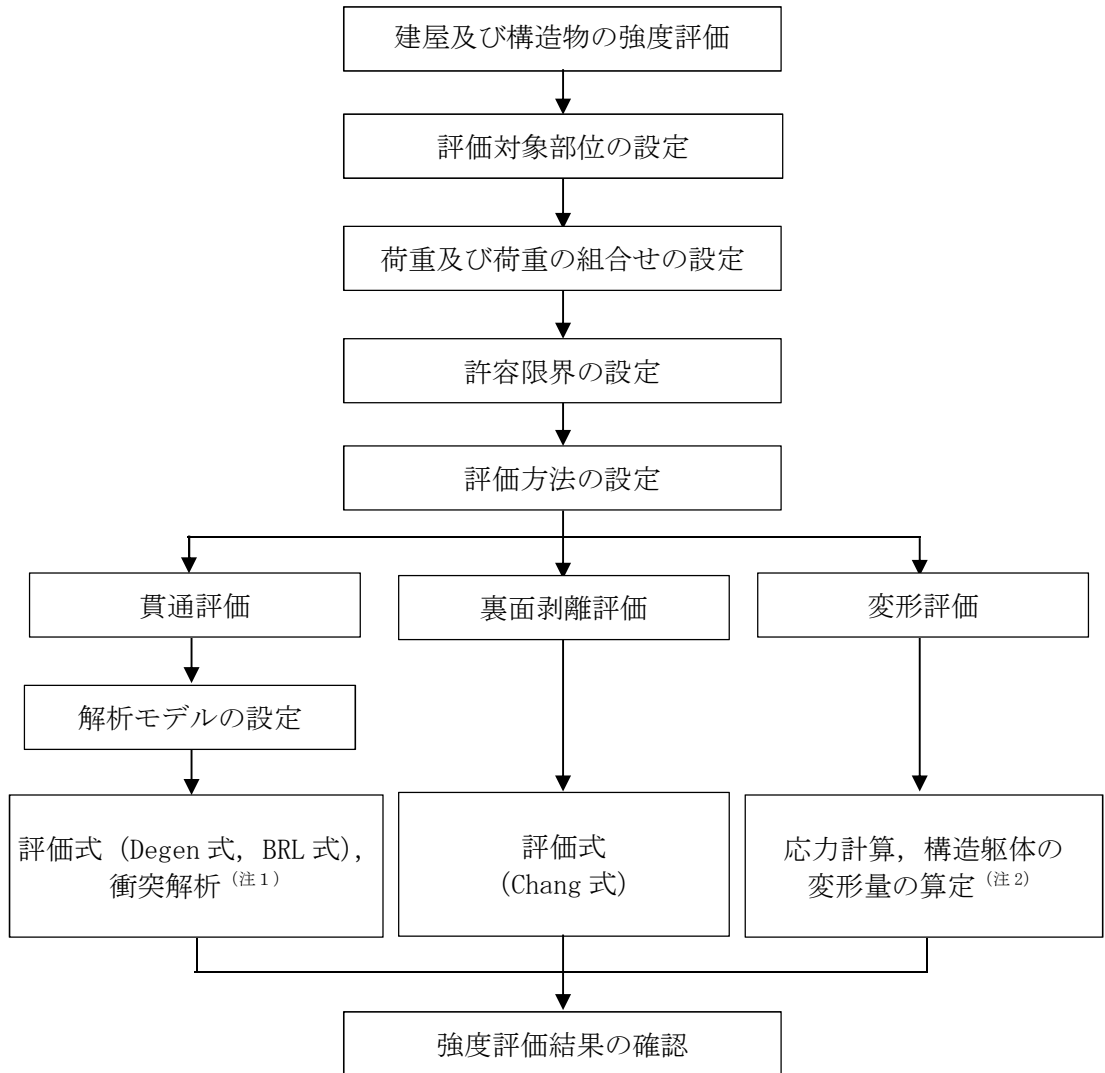 建屋及び構造物の強度評価
評価対象部位の設定
荷重及び荷重の組合せの設定
許容限界の設定
評価方法の設定
貫通評価
裏面剥離評価
変形評価
解析モデルの設定
評価式（Degen 式，BRL 式），
衝突解析（注１）
評価式
（Chang 式）
応力計算，構造躯体の
変形量の算定（注２）
強度評価結果の確認